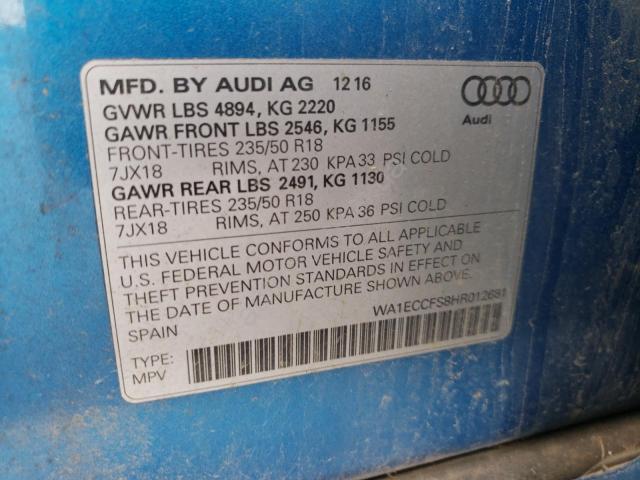 MFD. BY AUDI AG 12 16
GVWR LBS 4894, KG 2220
GAWR FRONT LBS 2546, KG 1155
FRONT-TIRES 235/50 R18
7JX18 RIMS, AT 230 KPA 33 PSI COLD
GAWR REAR LBS 2491, KG 1130
REAR-TIRES 235/50 R18
7JX18 RIMS, AT 250 KPA 36 PSI COLD
Audi
THIS VEHICLE CONFORMS TO ALL APPLICABLE
U.S. FEDERAL MOTOR VEHICLE SAFETY AND
THEFT PREVENTION STANDARDS IN EFFECT ON
THE DATE OF MANUFACTURE SHOWN ABOVE.
SPAIN
WA1ECCFS8HR012681
TYPE:
MPV